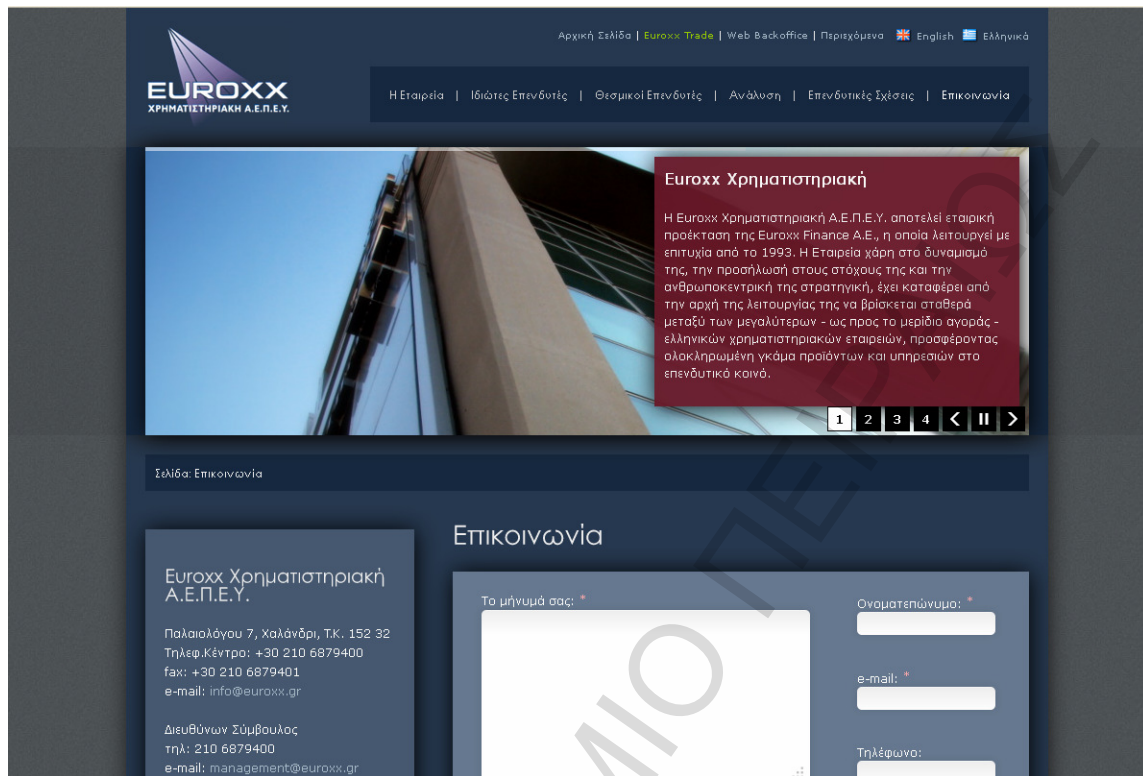 Αρχική Σελίδα | Euroxx Trade | Web Backoffice | Περιεχόμενα English Ελληνικά
EUROXX
ΧΡΗΜΑΤΙΣΤΗΡΙΑΚΗ Α.Ε.Π.Ε.Υ.
Η Εταιρεία | Ιδιώτες Επενδυτές | Θεσμικοί Επενδυτές | Ανάλυση | Επενδυτικές Σχέσεις | Επικοινωνία
Euroxx Χρηματιστηριακή
Η Euroxx Χρηματιστηριακή Α.Ε.Π.Ε.Υ. αποτελεί εταιρική
προέκταση της Euroxx Finance Α.Ε., η οποία λειτουργεί με
επιτυχία από το 1993. Η Εταιρεία χάρη στο δυναμισμό
της, την προσήλωσή στους στόχους της και την
ανθρωποκεντρική της στρατηγική, έχει καταφέρει από
την αρχή της λειτουργίας της να βρίσκεται σταθερά
μεταξύ των μεγαλύτερων - ως προς το μερίδιο αγοράς -
ελληνικών χρηματιστηριακών εταιρειών, προσφέροντας
ολοκληρωμένη γκάμα προϊόντων και υπηρεσιών στο
επενδυτικό κοινό.
1 2 3 4
Σελίδα: Επικοινωνία
Επικοινωνία
Euroxx Χρηματιστηριακή
Α.Ε.Π.Ε.Υ.
Παλαιολόγου 7, Χαλάνδρι, Τ.Κ. 152 32
Τηλεφ.Κέντρο: +30 210 6879400
fax: +30 210 6879401
e-mail: info@euroxx.gr
Διευθύνων Σύμβουλος
τηλ: 210 6879400
e-mail: management@euroxx.gr
Το μήνυμά σας: *
Ονοματεπώνυμο: *
e-mail: *
Τηλέφωνο: